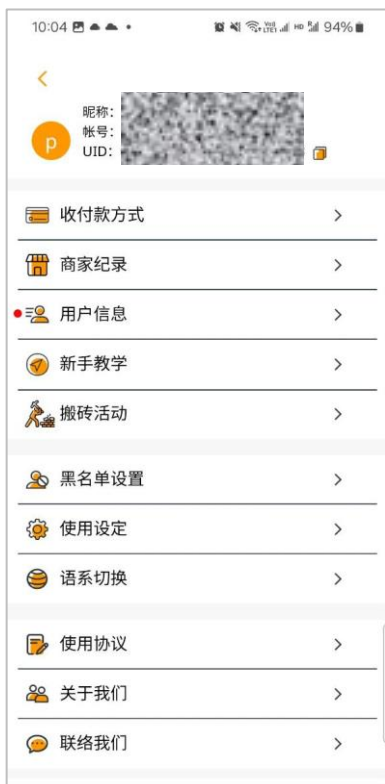 10:04 HD 94%
昵称:
帐号:
p
UID:
收付款方式
商家纪录
用户信息
新手教学
搬砖活动
黑名单设置
使用设定
语系切换
使用协议
关于我们
联络我们